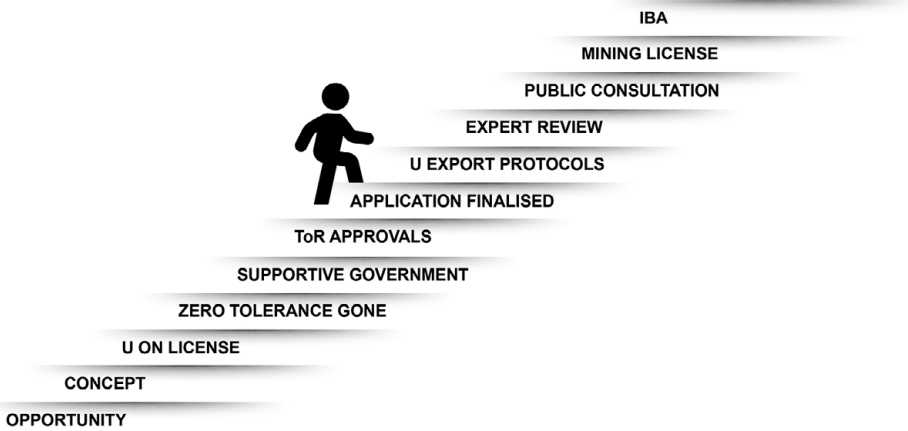 IBA
MINING LICENSE
PUBLIC CONSULTATION
EXPERT REVIEW
U EXPORT PROTOCOLS
APPLICATION FINALISED
ToR APPROVALS
SUPPORTIVE GOVERNMENT
ZERO TOLERANCE GONE
U ON LICENSE
CONCEPT
OPPORTUNITY